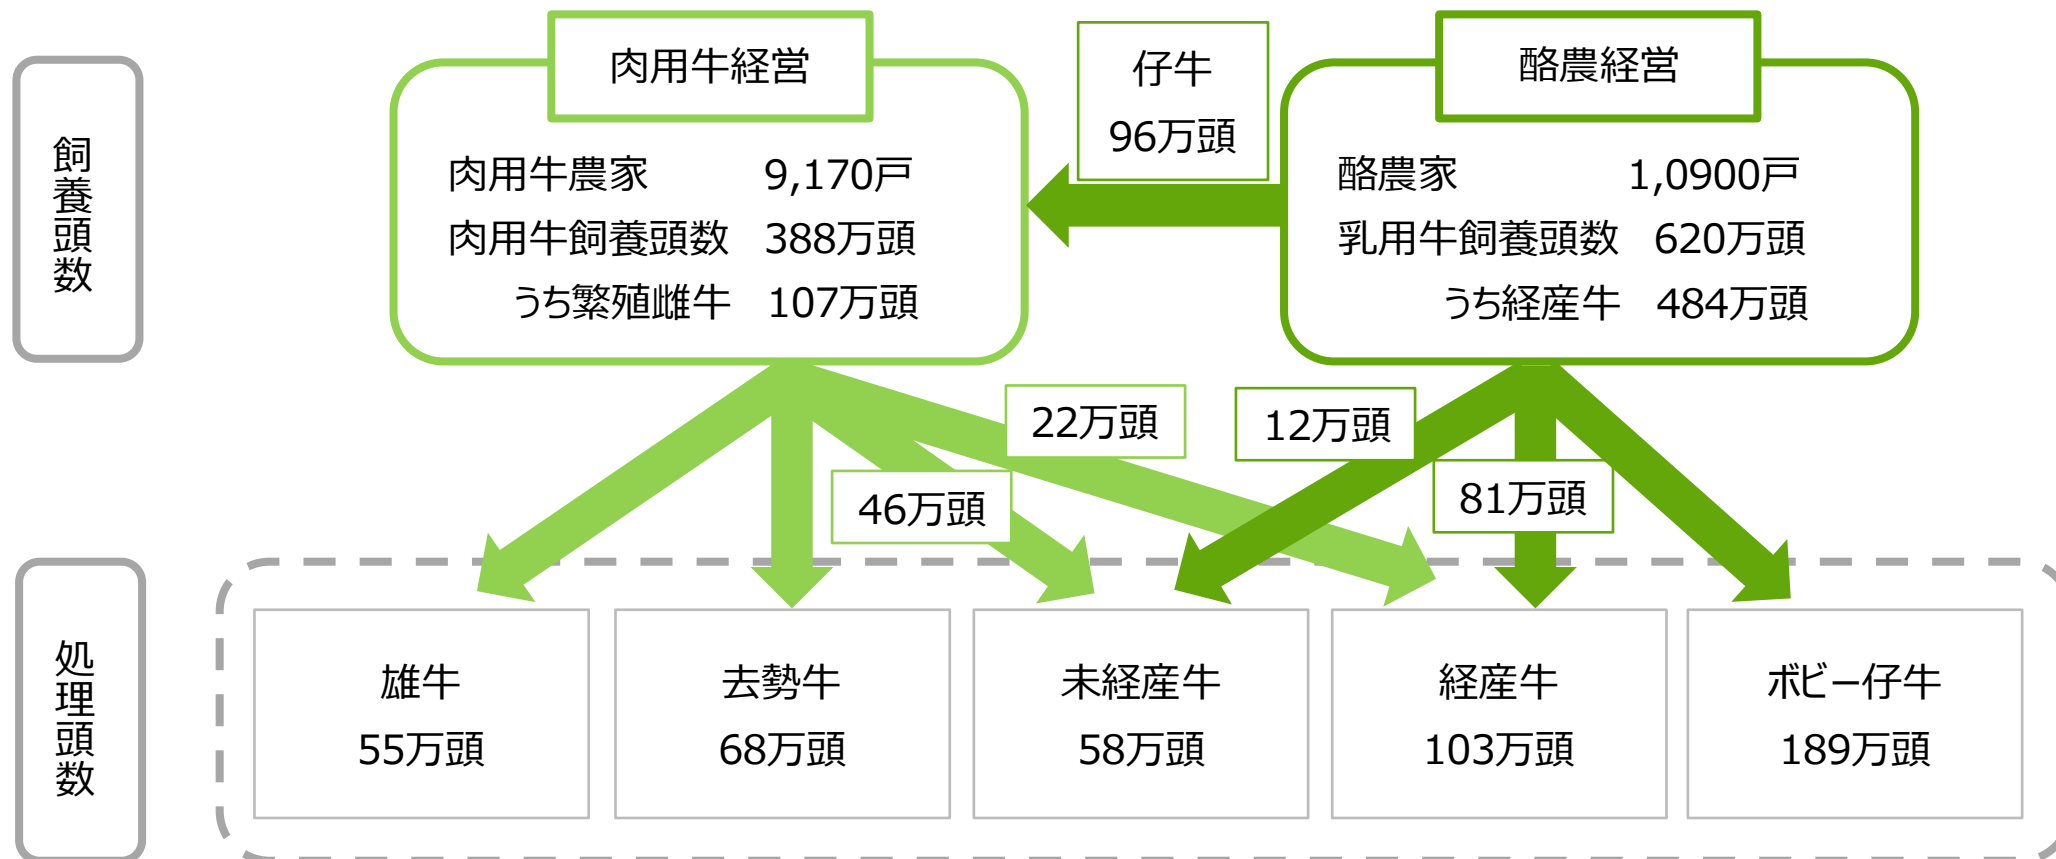 飼養頭数
肉用牛経営
肉用牛農家 9,170戸
肉用牛飼養頭数 388万頭
うち繁殖雌牛 107万頭
仔牛
96万頭
酪農経営
酪農家 1,0900戸
乳用牛飼養頭数 620万頭
うち経産牛 484万頭
22万頭
12万頭
46万頭
81万頭
処理頭数
雄牛
55万頭
去勢牛
68万頭
未経産牛
58万頭
経産牛
103万頭
ボビー仔牛
189万頭